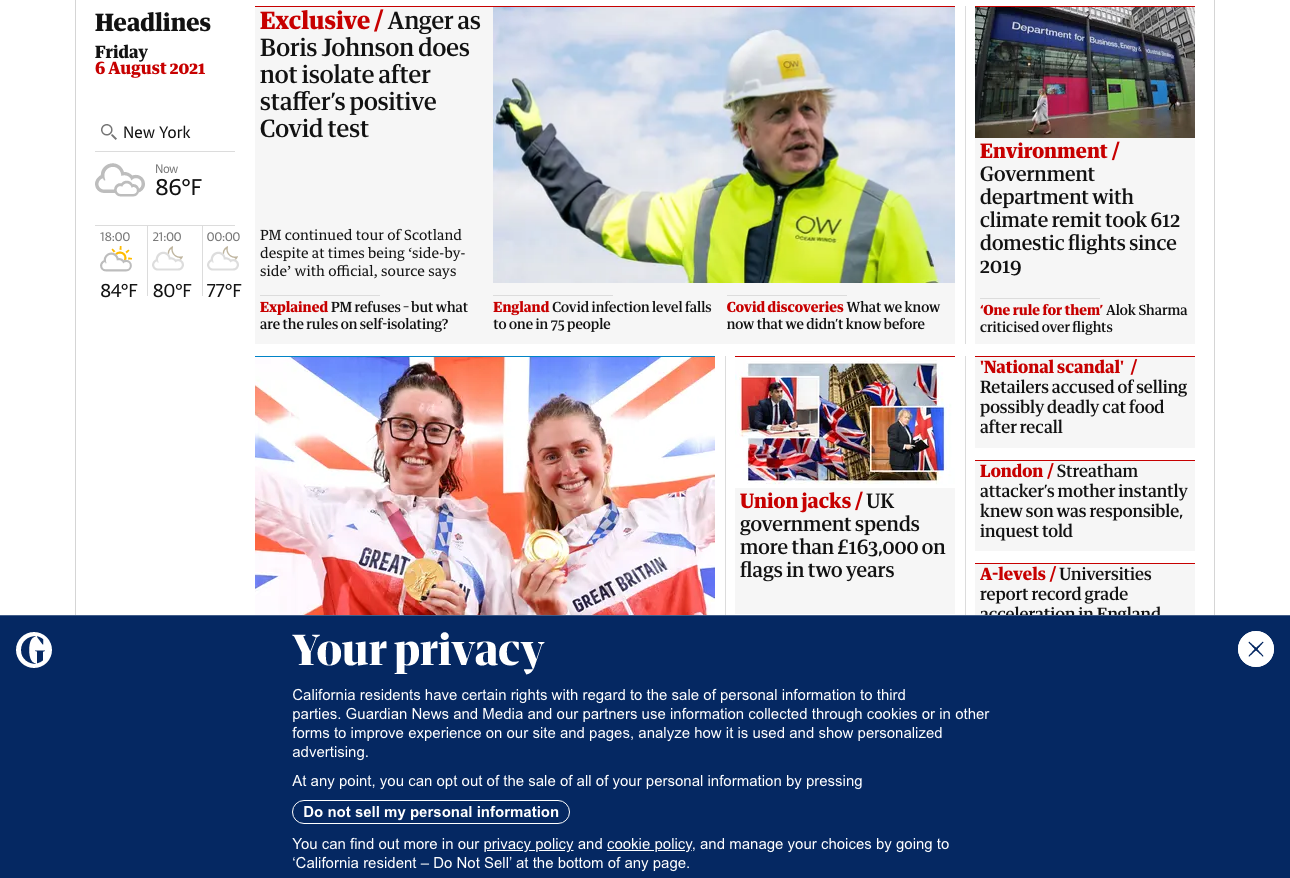 Headlines
Friday
6 August 2021
New York
Now
86°F
18:00
84°F
21:00
80°F
00:00
77°F
Exclusive / Anger as
Boris Johnson does
not isolate after
staffer’s positive
Covid test
PM continued tour of Scotland
despite at times being ‘side-by-
side’ with official, source says
OW
OW
OCEAN WINDS
Explained PM refuses – but what
are the rules on self-isolating?
England Covid infection level falls
to one in 75 people
Covid discoveries What we know
now that we didn’t know before
Department for Business, Energy & Industrial Strategy
Environment /
Government
department with
climate remit took 612
domestic flights since
2019
‘One rule for them’ Alok Sharma
criticised over flights
GREAT
GREAT BRITAIN
Union jacks / UK
government spends
more than £163,000 on
flags in two years
'National scandal' /
Retailers accused of selling
possibly deadly cat food
after recall
London / Streatham
attacker’s mother instantly
knew son was responsible,
inquest told
A-levels / Universities
report record grade
acceleration in England
G
Your privacy
California residents have certain rights with regard to the sale of personal information to third
parties. Guardian News and Media and our partners use information collected through cookies or in other
forms to improve experience on our site and pages, analyze how it is used and show personalized
advertising.
At any point, you can opt out of the sale of all of your personal information by pressing
Do not sell my personal information
You can find out more in our privacy policy and cookie policy, and manage your choices by going to
‘California resident – Do Not Sell’ at the bottom of any page.